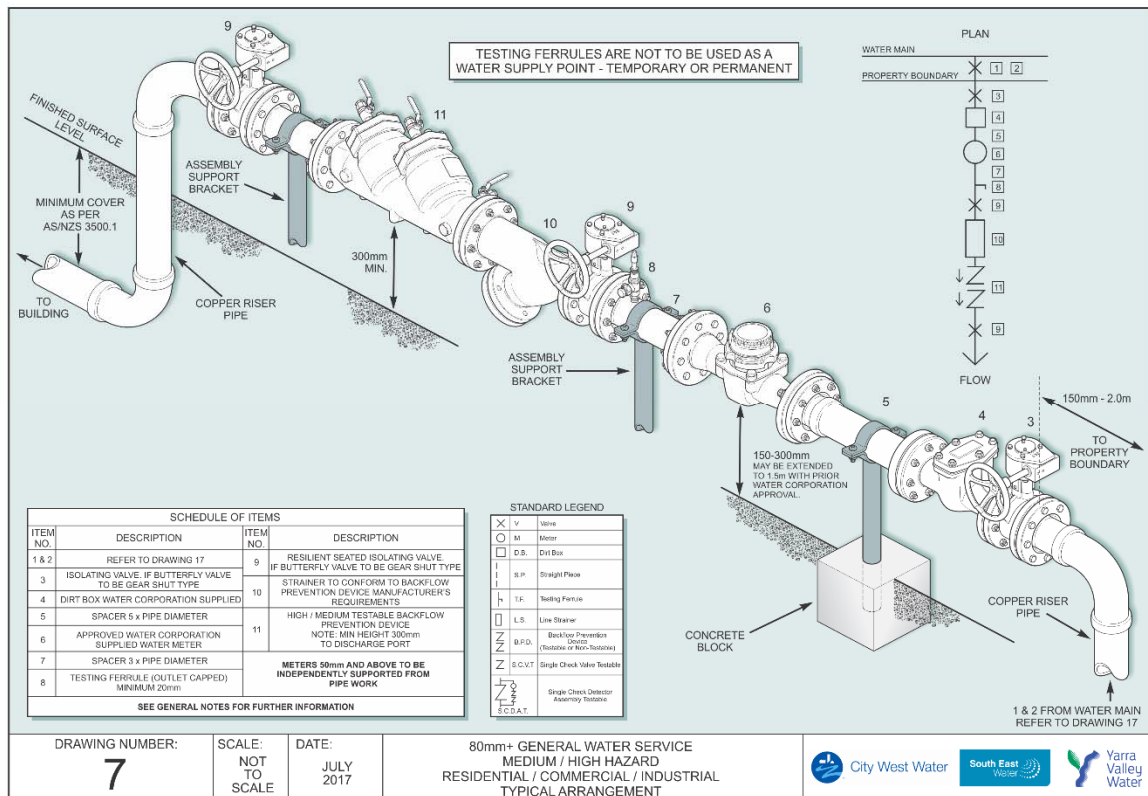 9
TESTING FERRULES ARE NOT TO BE USED AS A
WATER SUPPLY POINT - TEMPORARY OR PERMANENT
PLAN
WATER MAIN
1 2
PROPERTY BOUNDARY
3
4
5
6
7
8
9
10
11
9
FLOW
FINISHED SURFACE
LEVEL
11
ASSEMBLY
SUPPORT
BRACKET
MINIMUM COVER
AS PER
AS/NZS 3500.1
300mm
MIN.
10
9
8
7
6
TO
BUILDING
COPPER RISER
PIPE
ASSEMBLY
SUPPORT
BRACKET
5
4
3
150mm - 2.0m
TO
PROPERTY
BOUNDARY
150-300mm
MAY BE EXTENDED
TO 1.5m WITH PRIOR
WATER CORPORATION
APPROVAL.
CONCRETE
BLOCK
COPPER RISER
PIPE
1 & 2 FROM WATER MAIN
REFER TO DRAWING 17
SCHEDULE OF ITEMS
ITEM
NO.
DESCRIPTION
ITEM
NO.
DESCRIPTION
1 & 2
REFER TO DRAWING 17
3
ISOLATING VALVE. IF BUTTERFLY VALVE
TO BE GEAR SHUT TYPE
4
DIRT BOX WATER CORPORATION SUPPLIED
5
SPACER 5 x PIPE DIAMETER
6
APPROVED WATER CORPORATION
SUPPLIED WATER METER
7
SPACER 3 x PIPE DIAMETER
8
TESTING FERRULE (OUTLET CAPPED)
MINIMUM 20mm
9
RESILIENT SEATED ISOLATING VALVE.
IF BUTTERFLY VALVE TO BE GEAR SHUT TYPE
10
STRAINER TO CONFORM TO BACKFLOW
PREVENTION DEVICE MANUFACTURER'S
REQUIREMENTS
11
HIGH / MEDIUM TESTABLE BACKFLOW
PREVENTION DEVICE
NOTE: MIN HEIGHT 300mm
TO DISCHARGE PORT
METERS 50mm AND ABOVE TO BE
INDEPENDENTLY SUPPORTED FROM
PIPE WORK
SEE GENERAL NOTES FOR FURTHER INFORMATION
STANDARD LEGEND
V Valve
M Meter
D.B. Dirt Box
S.P. Straight Piece
T.F. Testing Ferrule
L.S. Line Strainer
B.P.D. Backflow Prevention
Device
(Testable or Non-Testable)
S.C.V.T Single Check Valve Testable
S.C.D.A.T. Single Check Detector
Assembly Testable
DRAWING NUMBER:
7
SCALE:
NOT
TO
SCALE
DATE:
JULY
2017
80mm+ GENERAL WATER SERVICE
MEDIUM / HIGH HAZARD
RESIDENTIAL / COMMERCIAL / INDUSTRIAL
TYPICAL ARRANGEMENT
City West Water
South East
Water
Yarra
Valley
Water